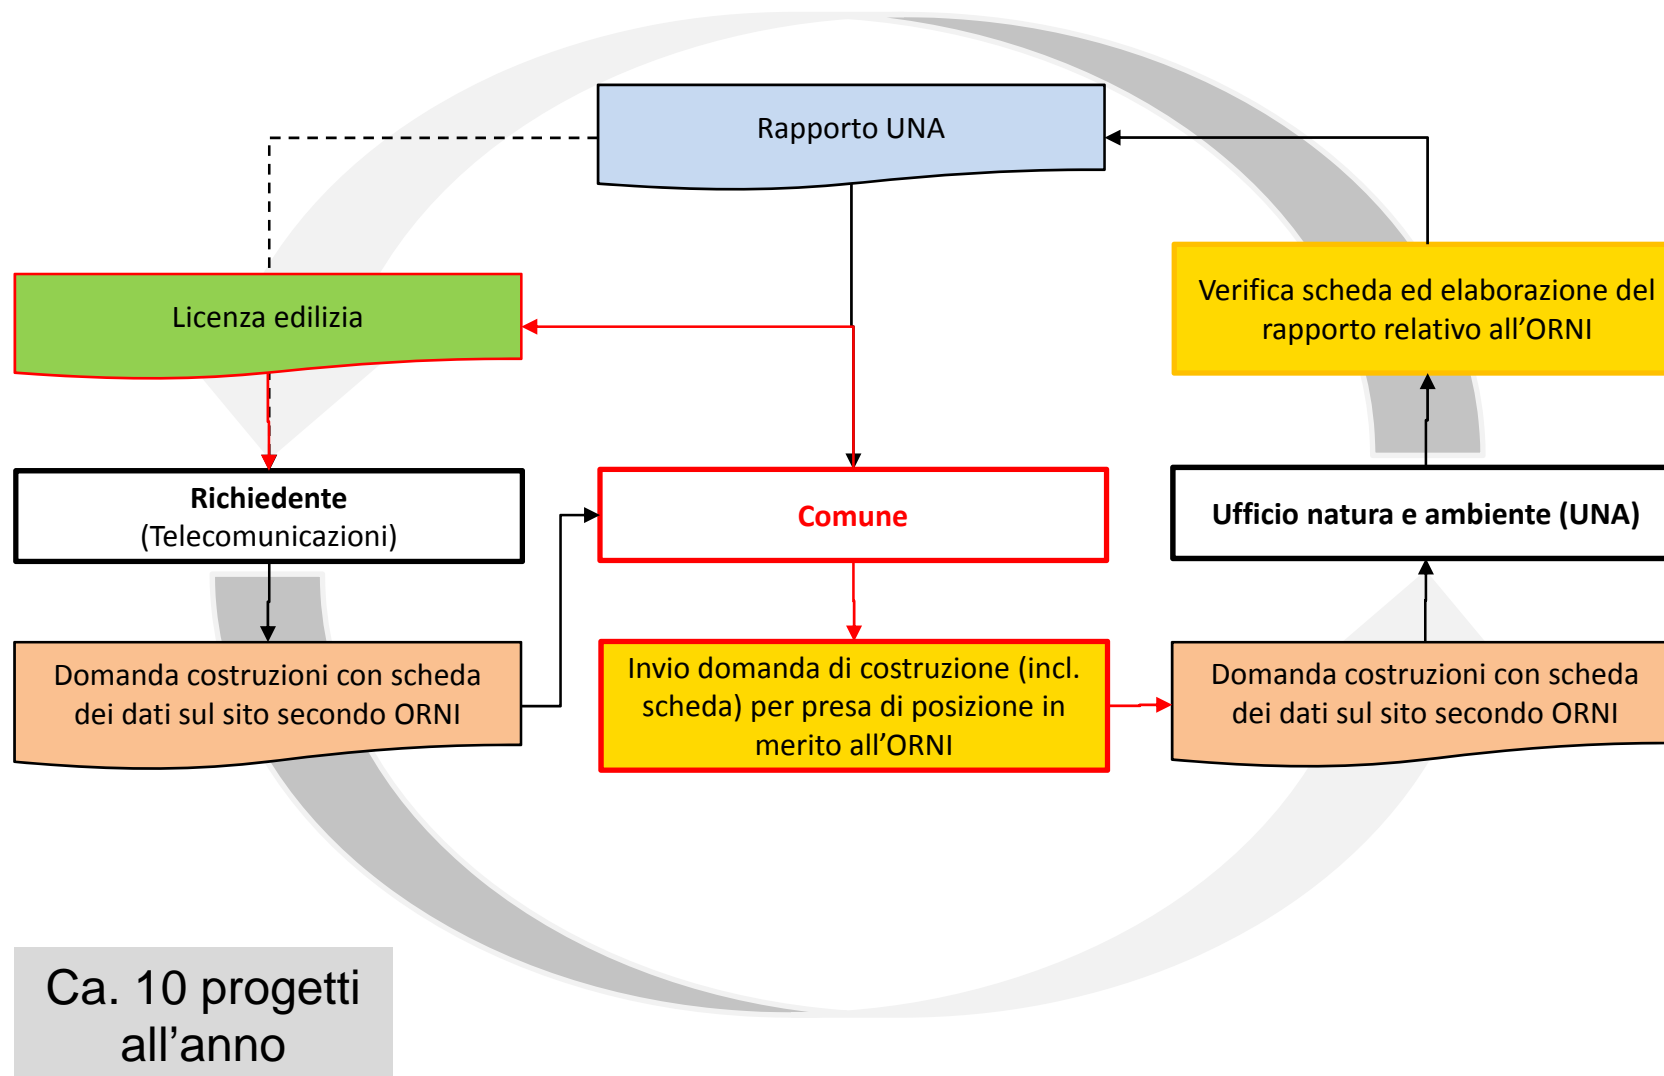 Rapporto UNA
Licenza edilizia
Verifica scheda ed elaborazione del
rapporto relativo all’ORNI
Richiedente
(Telecomunicazioni)
Comune
Ufficio natura e ambiente (UNA)
Domanda costruzioni con scheda
dei dati sul sito secondo ORNI
Invio domanda di costruzione (incl.
scheda) per presa di posizione in
merito all’ORNI
Domanda costruzioni con scheda
dei dati sul sito secondo ORNI
Ca. 10 progetti
all’anno